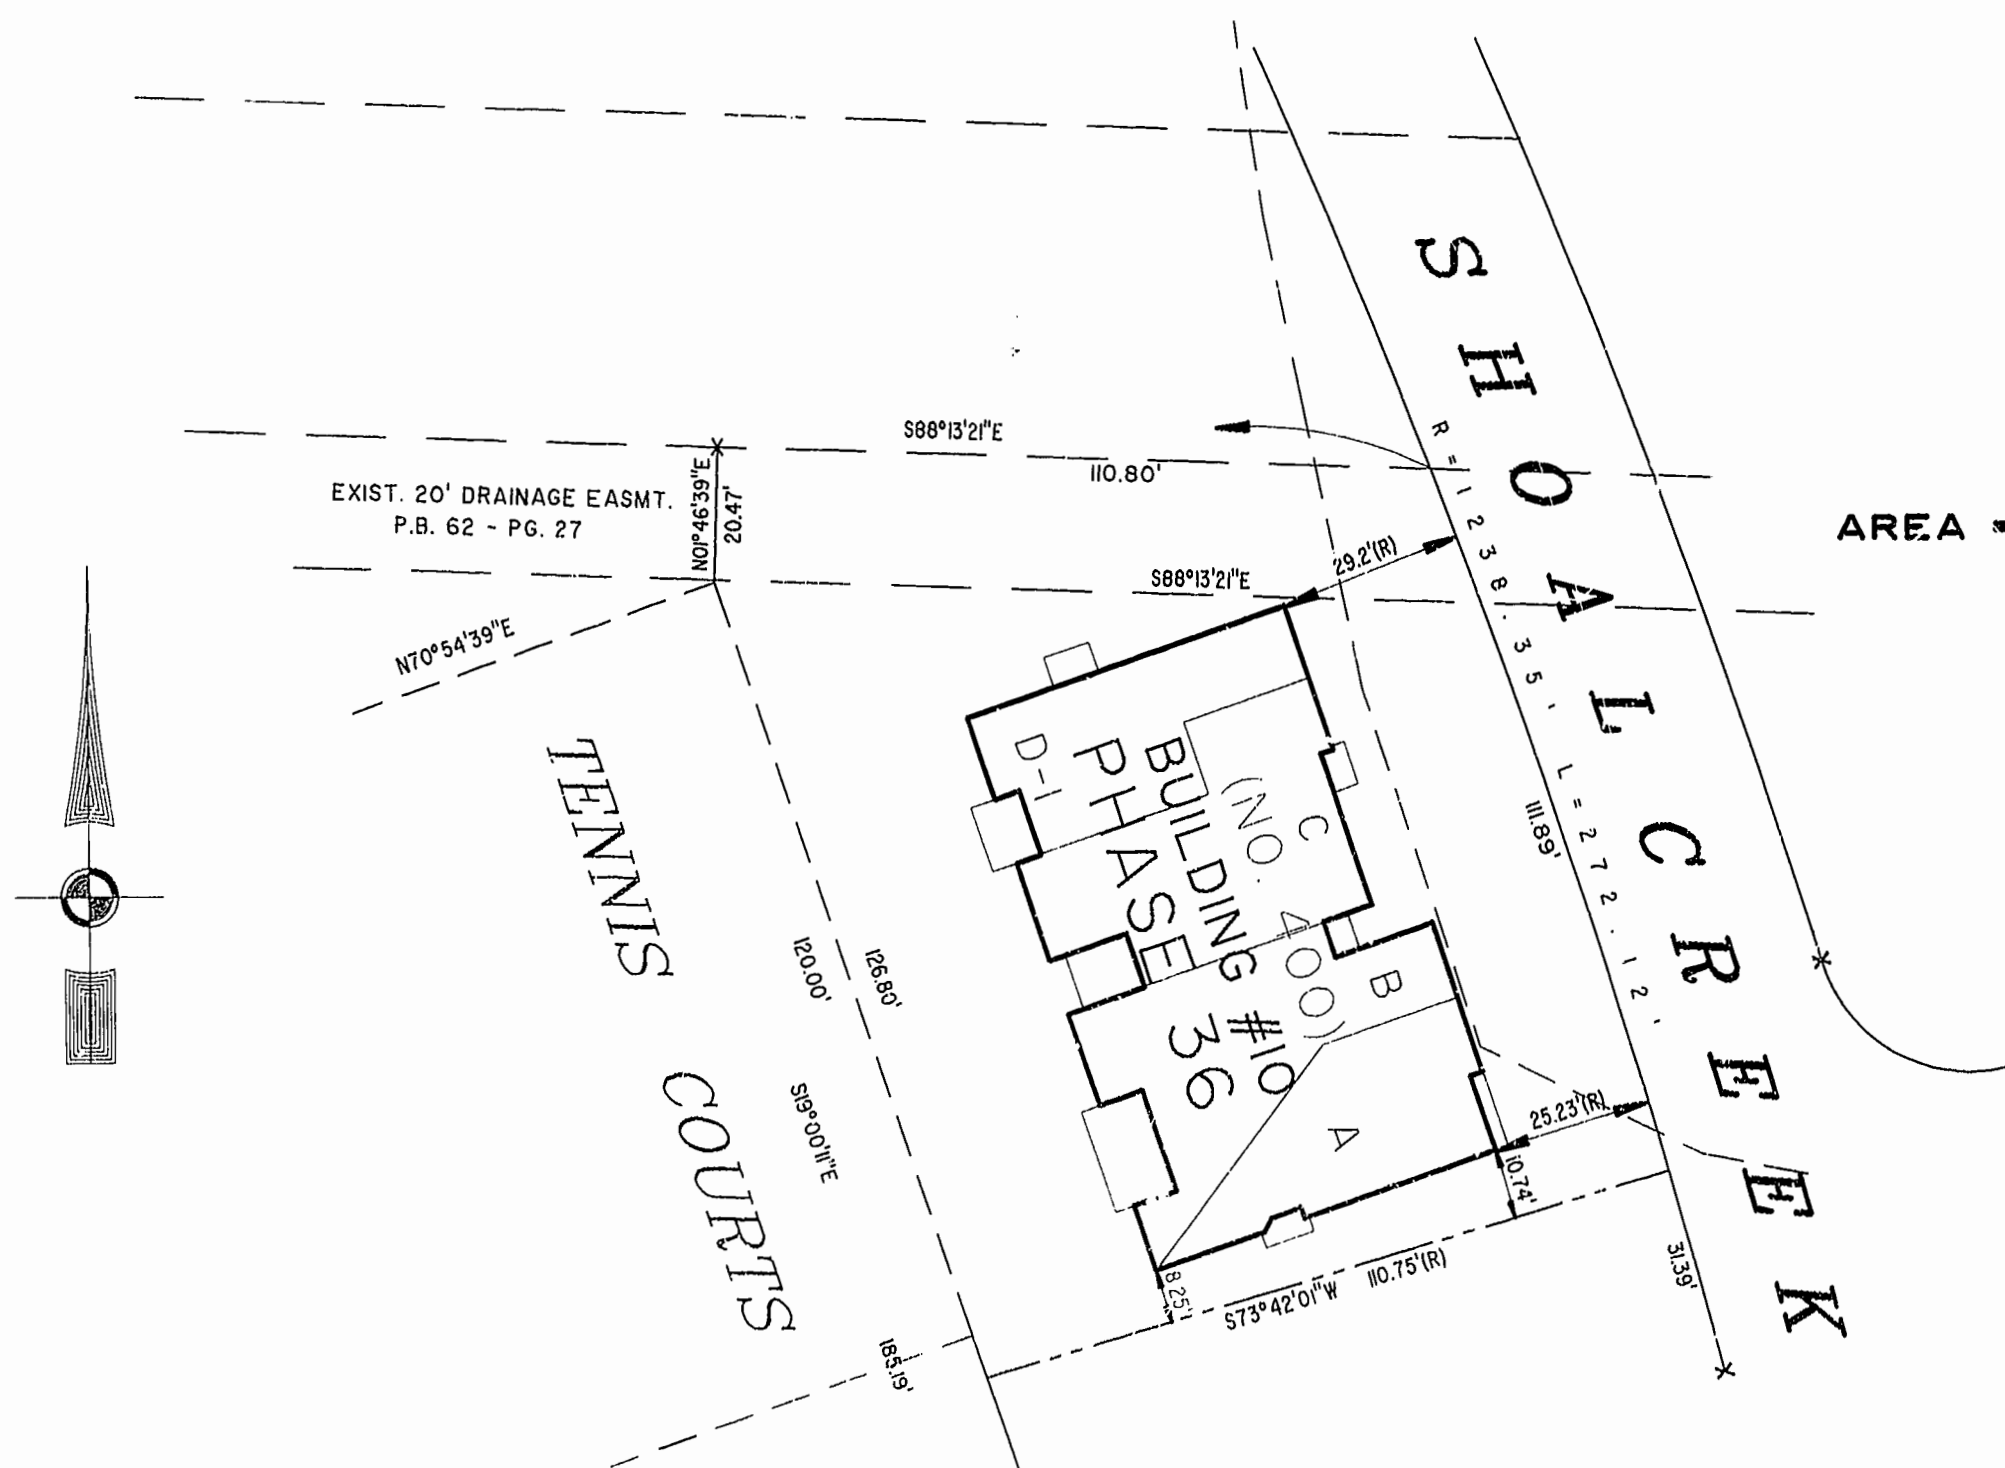 SHOAL CREEK
S88°13'21"E
110.80'
EXIST. 20' DRAINAGE EASMT.
P.B. 62 - PG. 27
N01°46'39"E
20.47'
R=1238.35' L=272.12'
AREA
29.2'(R)
S88°13'21"E
N70°54'39"E
TENNIS COURTS
D-1
PHASE 36
BUILDING #10
(NO. 400)
C
B
A
111.89'
120.00'
126.80'
S19°00'11"E
25.23'(R)
10.74'
8.25'
S73°42'01"W 110.75'(R)
31.39'
185.19'